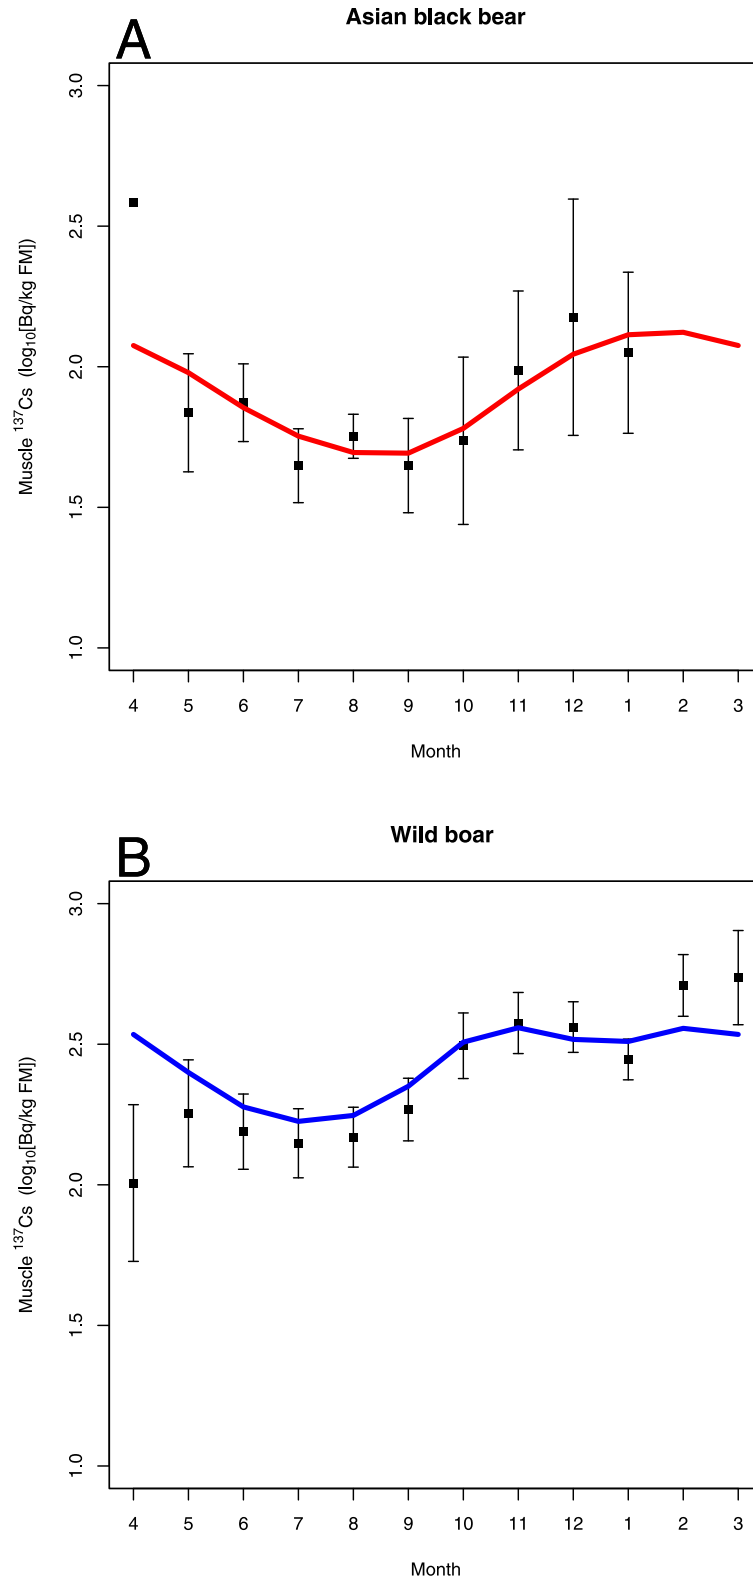 A
Asian black bear
3.0
2.5
2.0
1.5
1.0
Muscle ¹³⁷Cs (log₁₀[Bq/kg FM])
4 5 6 7 8 9 10 11 12 1 2 3
Month
B
Wild boar
3.0
2.5
2.0
1.5
1.0
Muscle ¹³⁷Cs (log₁₀[Bq/kg FM])
4 5 6 7 8 9 10 11 12 1 2 3
Month